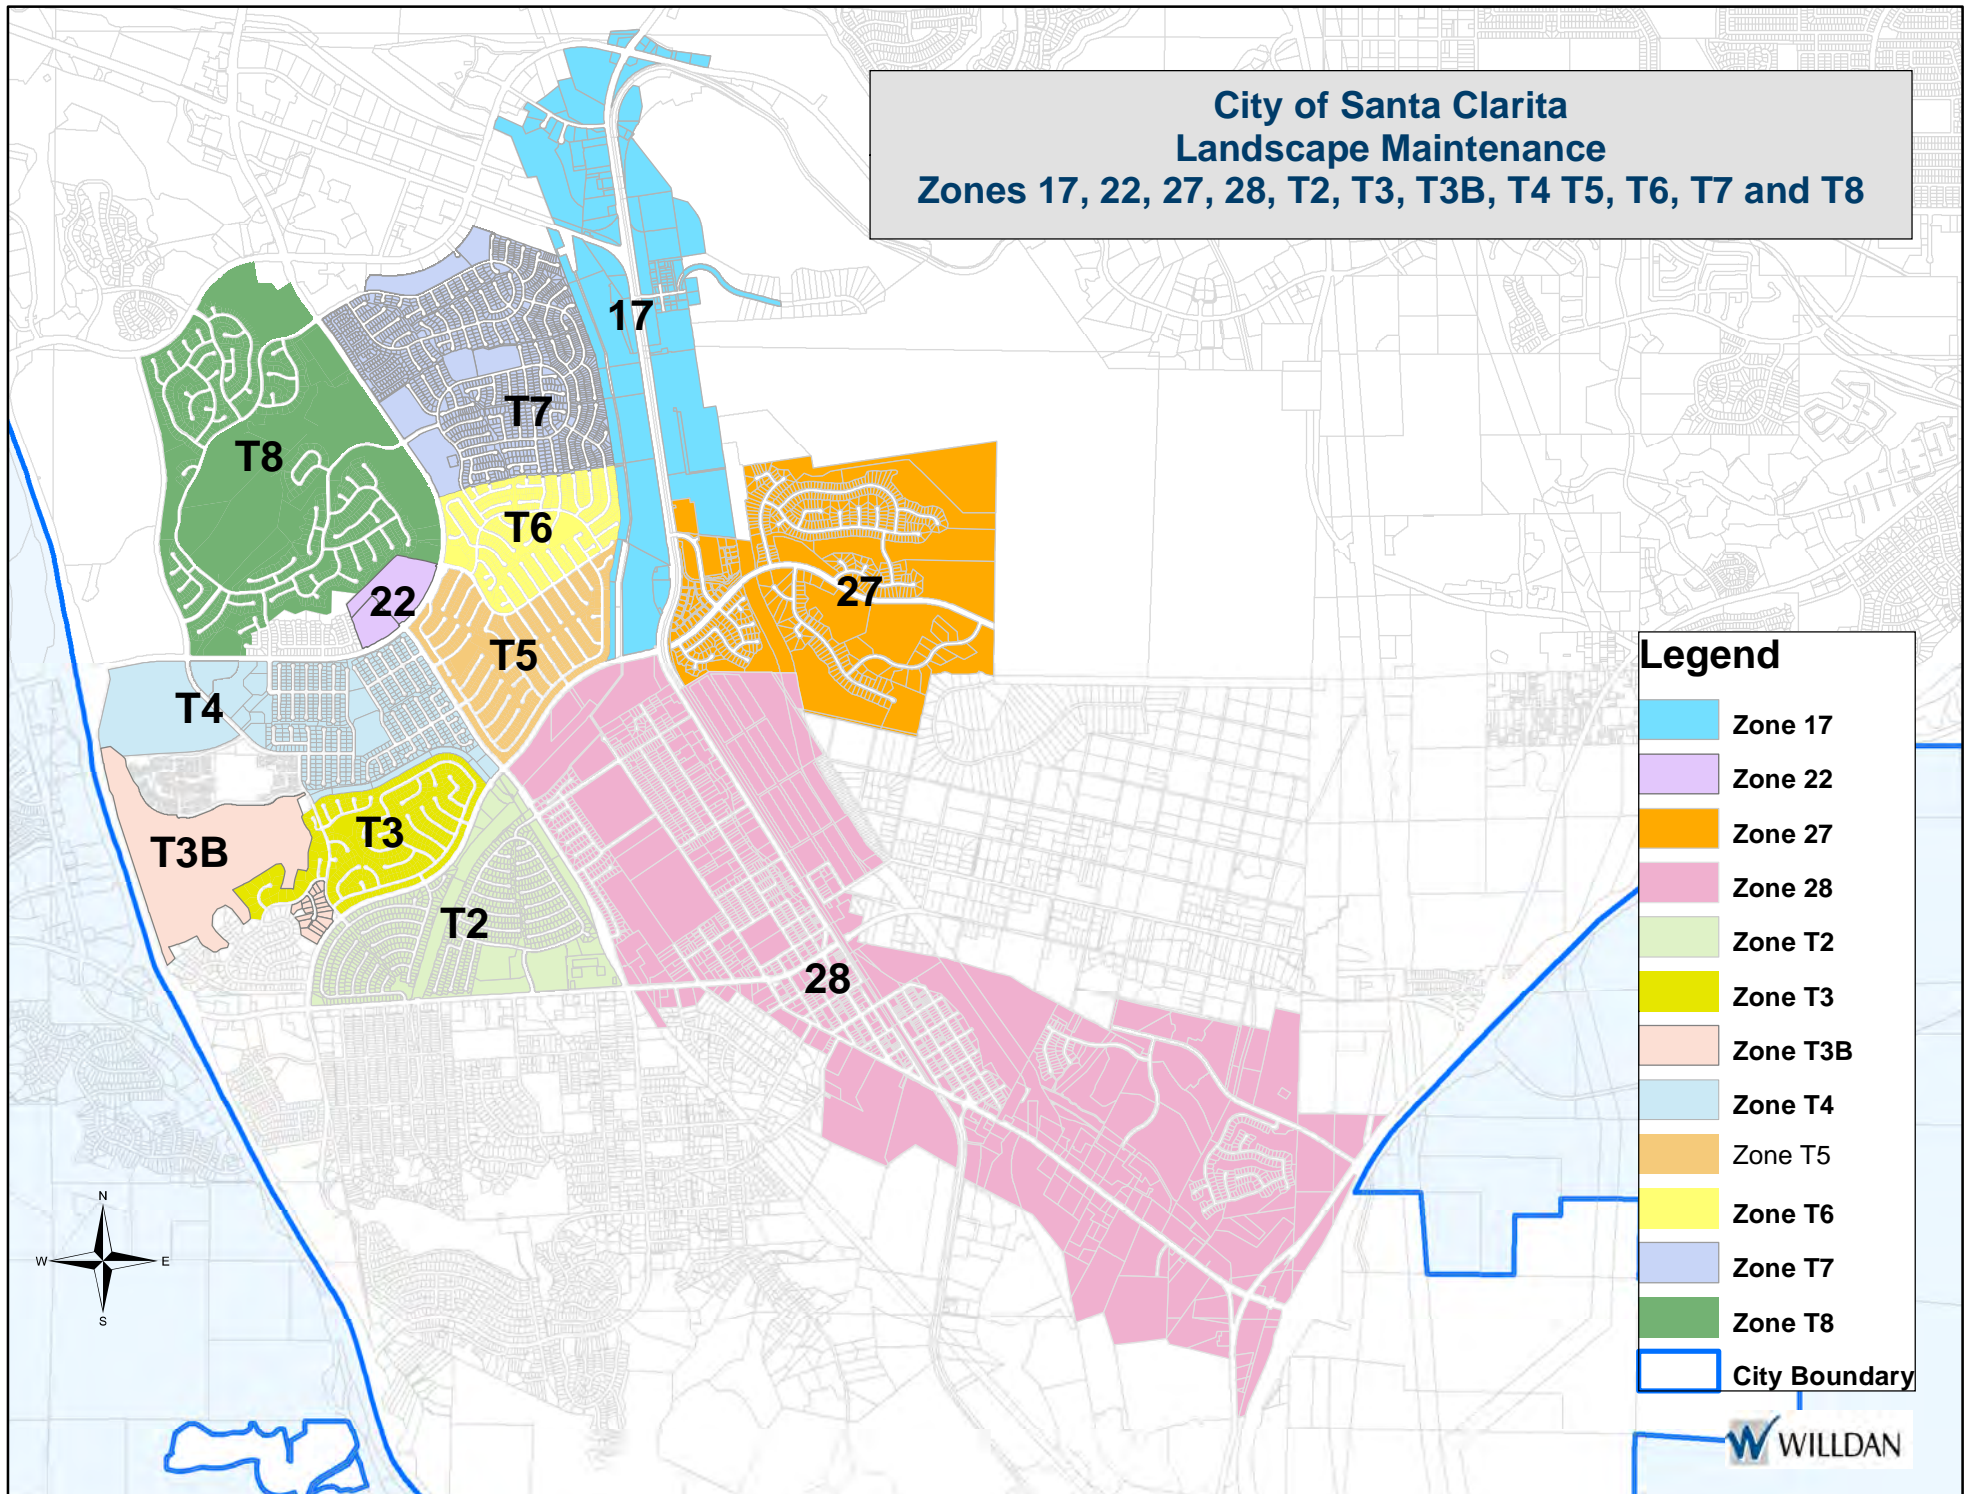 City of Santa Clarita
Landscape Maintenance
Zones 17, 22, 27, 28, T2, T3, T3B, T4 T5, T6, T7 and T8
17
T7
T8
T6
27
22
T5
T4
T3
T3B
T2
28
Legend
Zone 17
Zone 22
Zone 27
Zone 28
Zone T2
Zone T3
Zone T3B
Zone T4
Zone T5
Zone T6
Zone T7
Zone T8
City Boundary
N
W E
S
WILLDAN